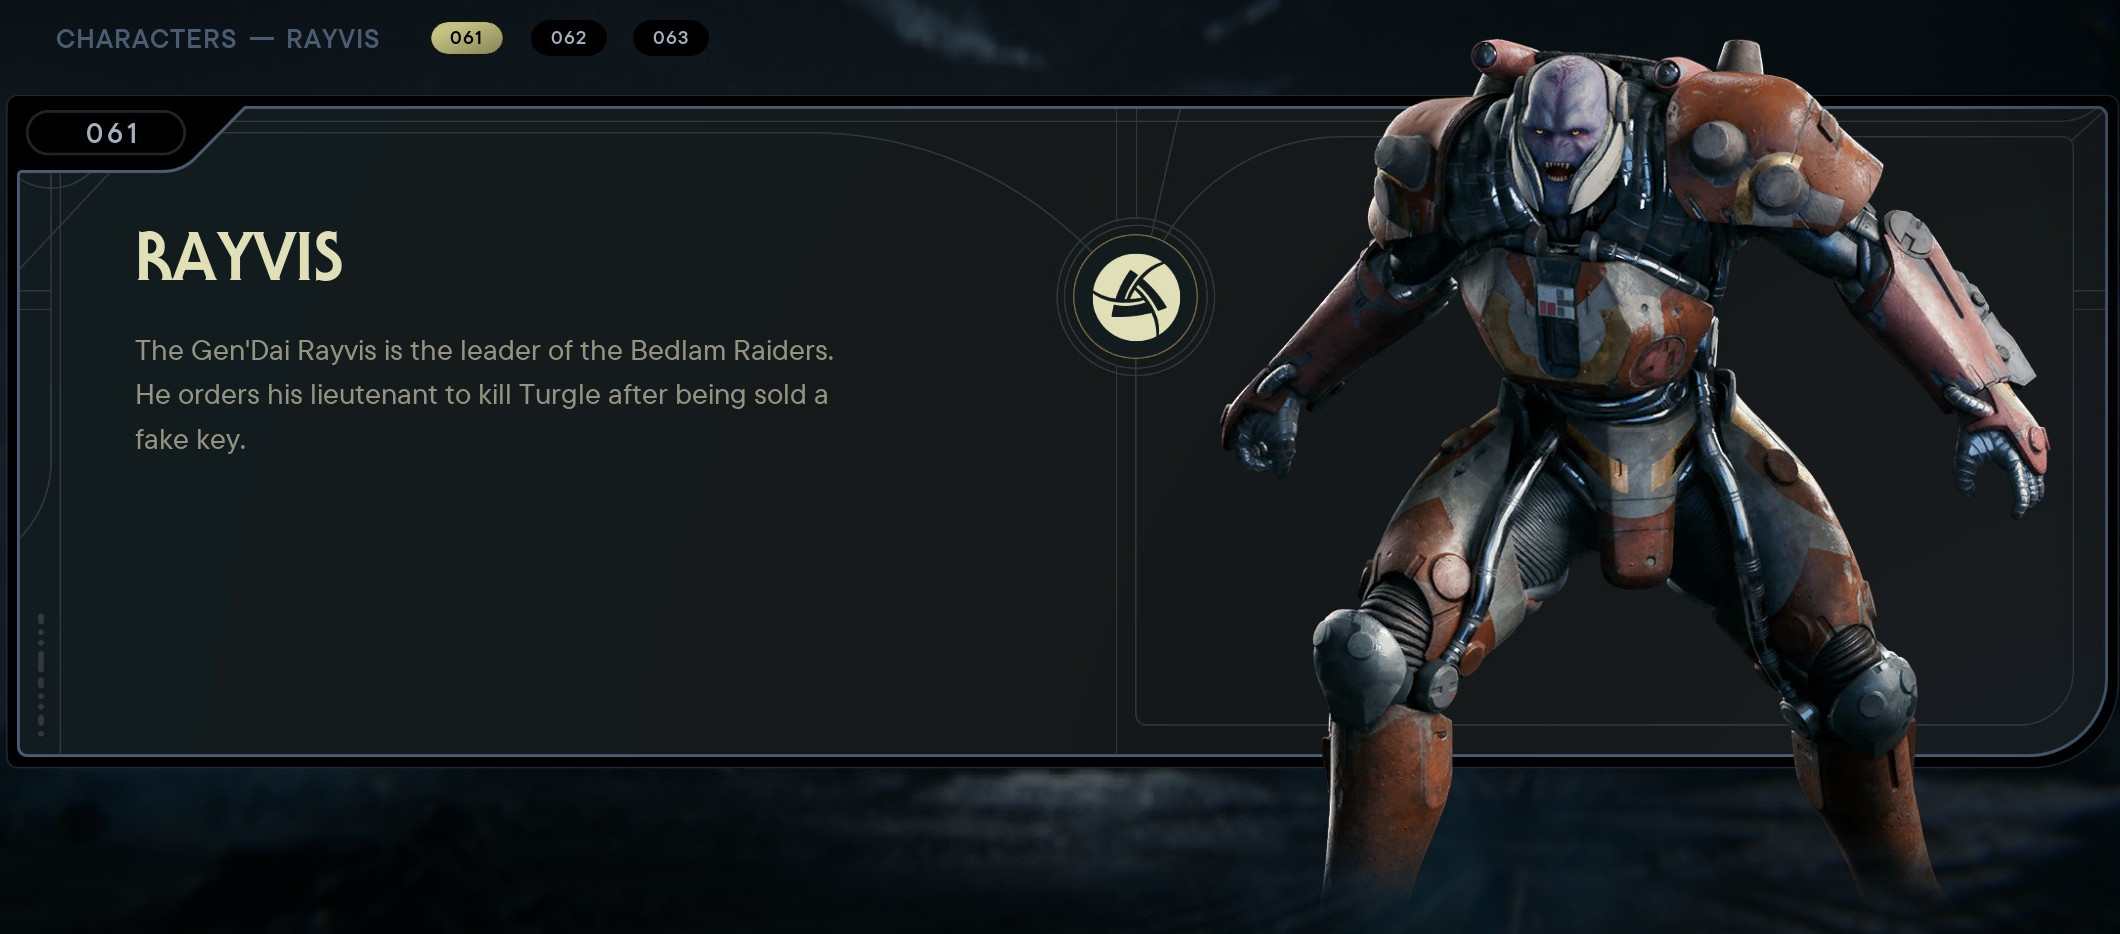 CHARACTERS — RAYVIS 061 062 063
061
RAYVIS
The Gen'Dai Rayvis is the leader of the Bedlam Raiders.
He orders his lieutenant to kill Turgle after being sold a
fake key.